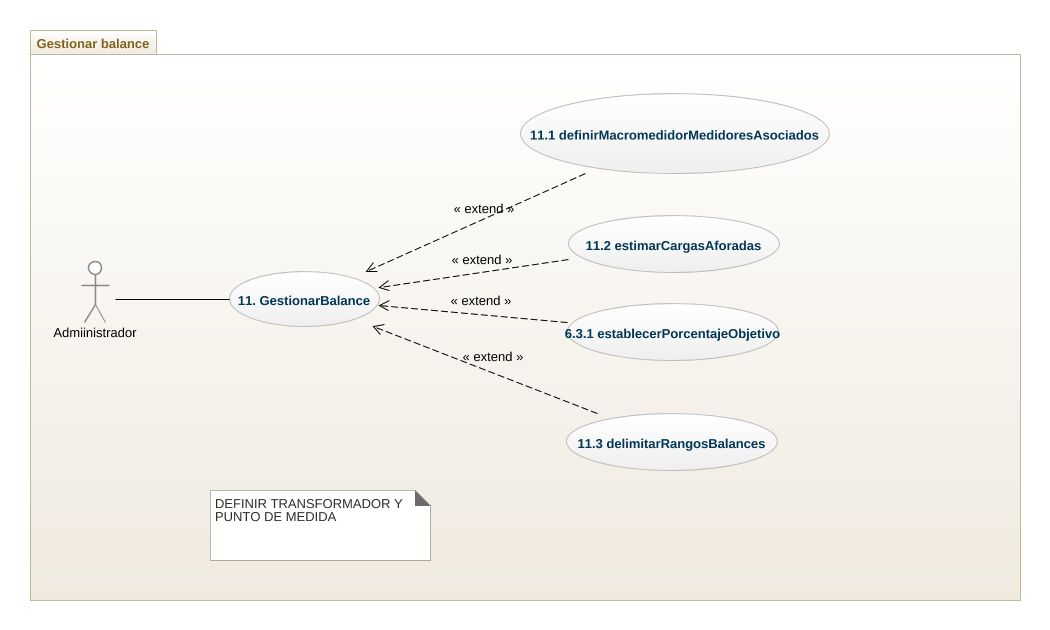 Gestionar balance
11.1 definirMacromedidorMedidoresAsociados
« extend »
11.2 estimarCargasAforadas
« extend »
11. GestionarBalance
« extend »
6.3.1 establecerPorcentajeObjetivo
Admiinistrador
« extend »
11.3 delimitarRangosBalances
DEFINIR TRANSFORMADOR Y
PUNTO DE MEDIDA